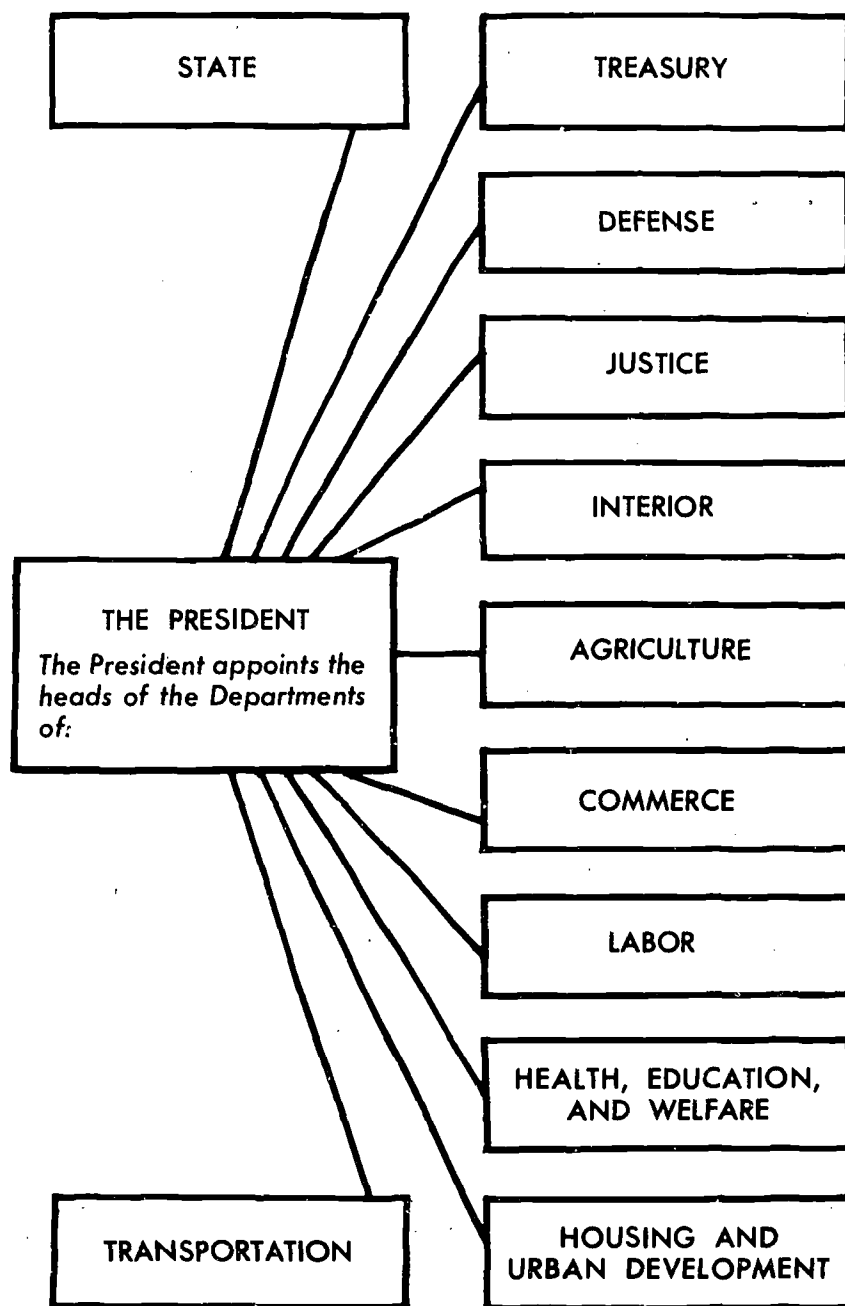 STATE
TREASURY
DEFENSE
JUSTICE
INTERIOR
THE PRESIDENT
The President appoints the
heads of the Departments
of:
AGRICULTURE
COMMERCE
LABOR
HEALTH, EDUCATION,
AND WELFARE
TRANSPORTATION
HOUSING AND
URBAN DEVELOPMENT